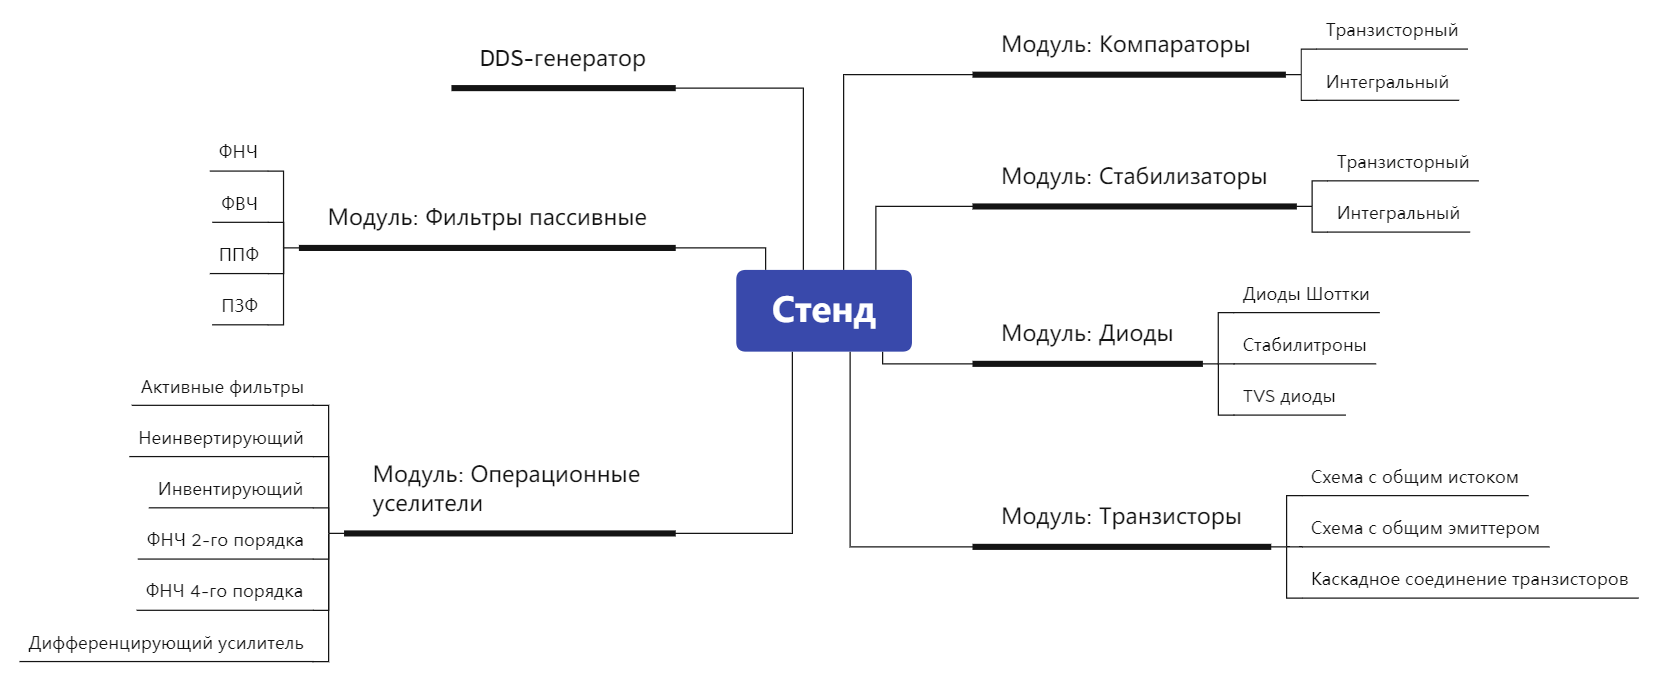 DDS-генератор
Модуль: Фильтры пассивные
ФНЧ
ФВЧ
ППФ
ПЗФ
Модуль: Операционные
уселители
Активные фильтры
Неинвертирующий
Инвентирующий
ФНЧ 2-го порядка
ФНЧ 4-го порядка
Дифференцирующий усилитель
Стенд
Модуль: Компараторы
Транзисторный
Интегральный
Модуль: Стабилизаторы
Транзисторный
Интегральный
Модуль: Диоды
Диоды Шоттки
Стабилитроны
TVS диоды
Модуль: Транзисторы
Схема с общим истоком
Схема с общим эмиттером
Каскадное соединение транзисторов